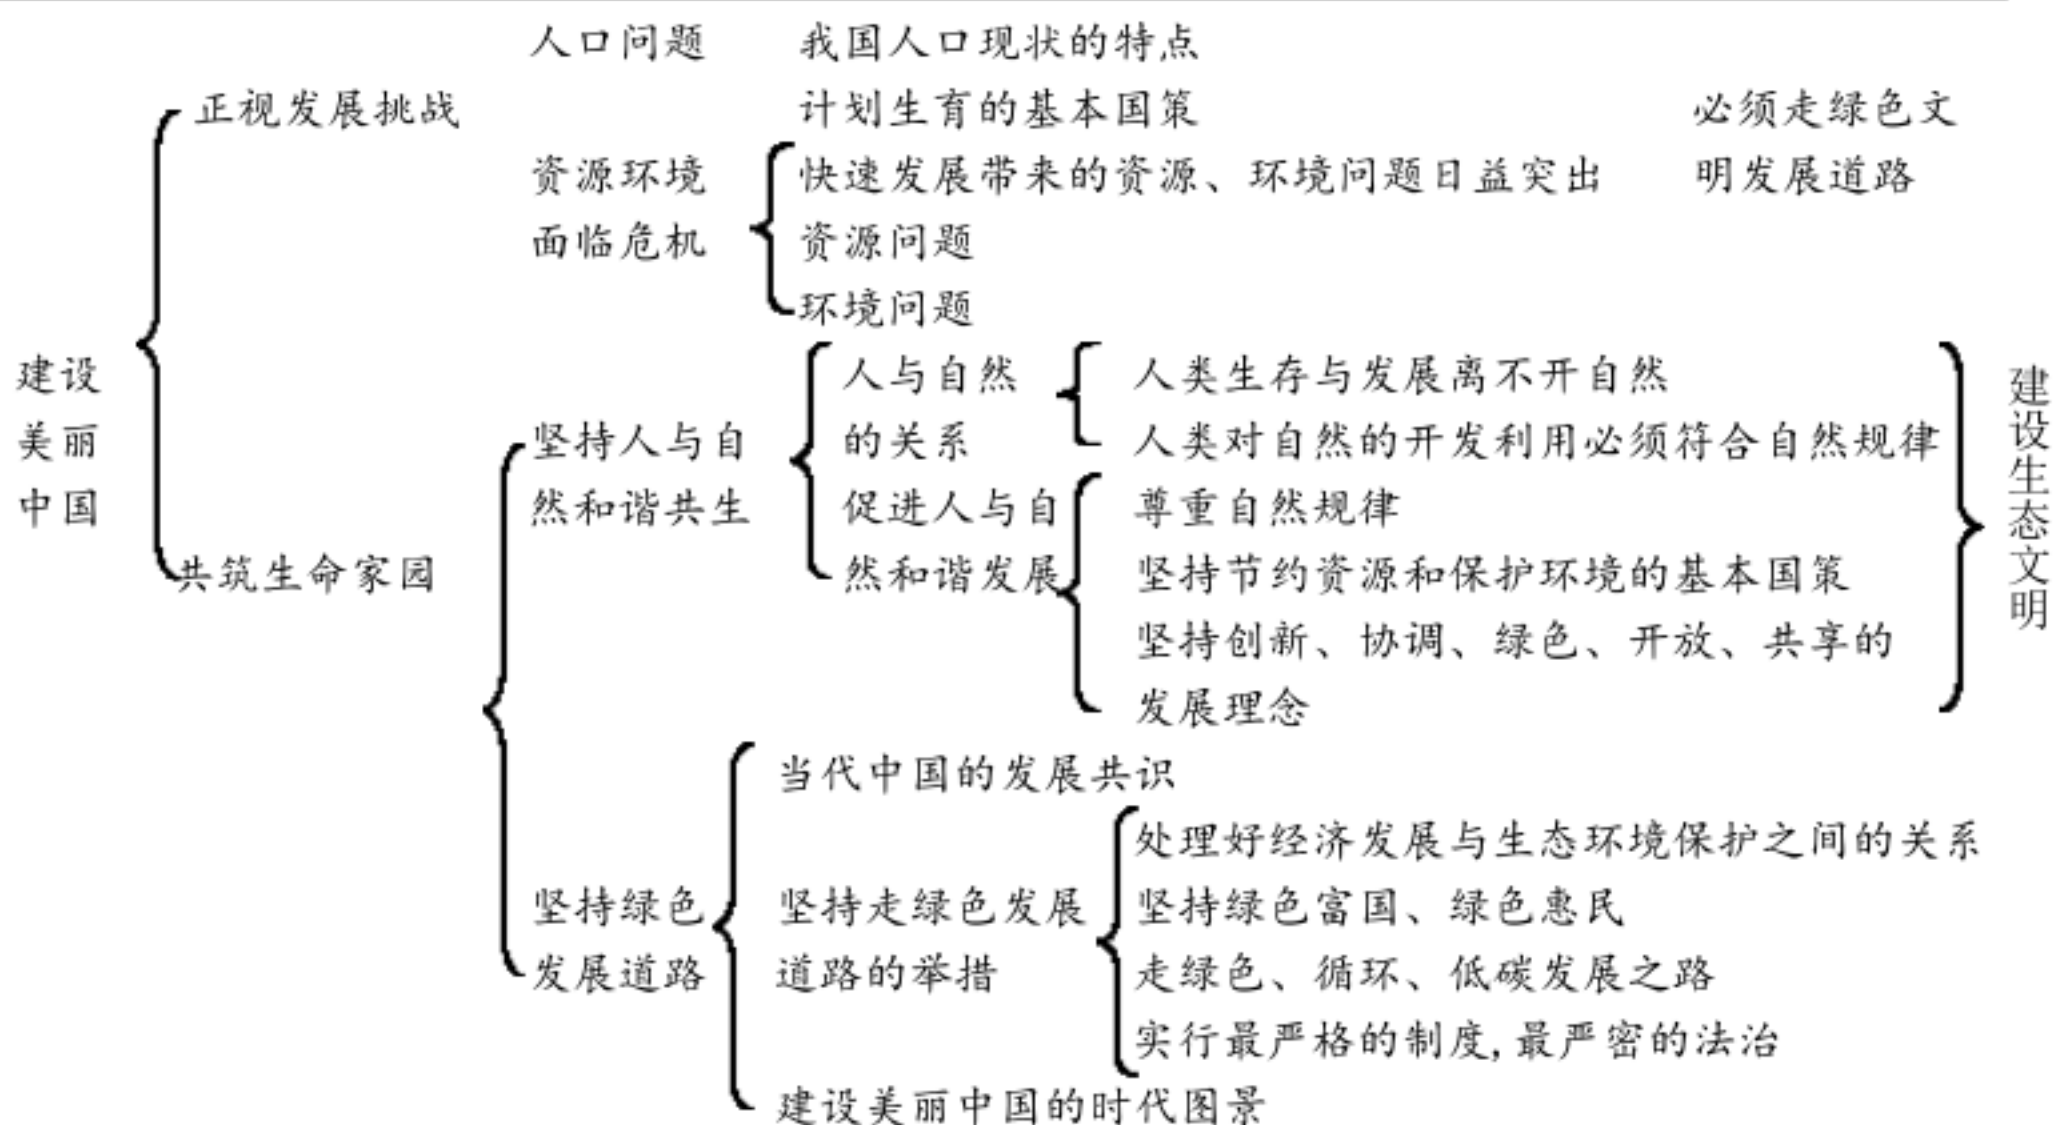 人口问题 我国人口现状的特点
正视发展挑战 计划生育的基本国策 必须走绿色文
资源环境 快速发展带来的资源、环境问题日益突出 明发展道路
面临危机 资源问题
环境问题
建设 人与自然 人类生存与发展离不开自然
美丽 坚持人与自 的关系 人类对自然的开发利用必须符合自然规律
中国 然和谐共生 促进人与自 尊重自然规律
共筑生命家园 然和谐发展 坚持节约资源和保护环境的基本国策
坚持创新、协调、绿色、开放、共享的
发展理念
建设生态文明
当代中国的发展共识
处理好经济发展与生态环境保护之间的关系
坚持绿色 坚持走绿色发展 坚持绿色富国、绿色惠民
发展道路 道路的举措 走绿色、循环、低碳发展之路
实行最严格的制度,最严密的法治
建设美丽中国的时代图景